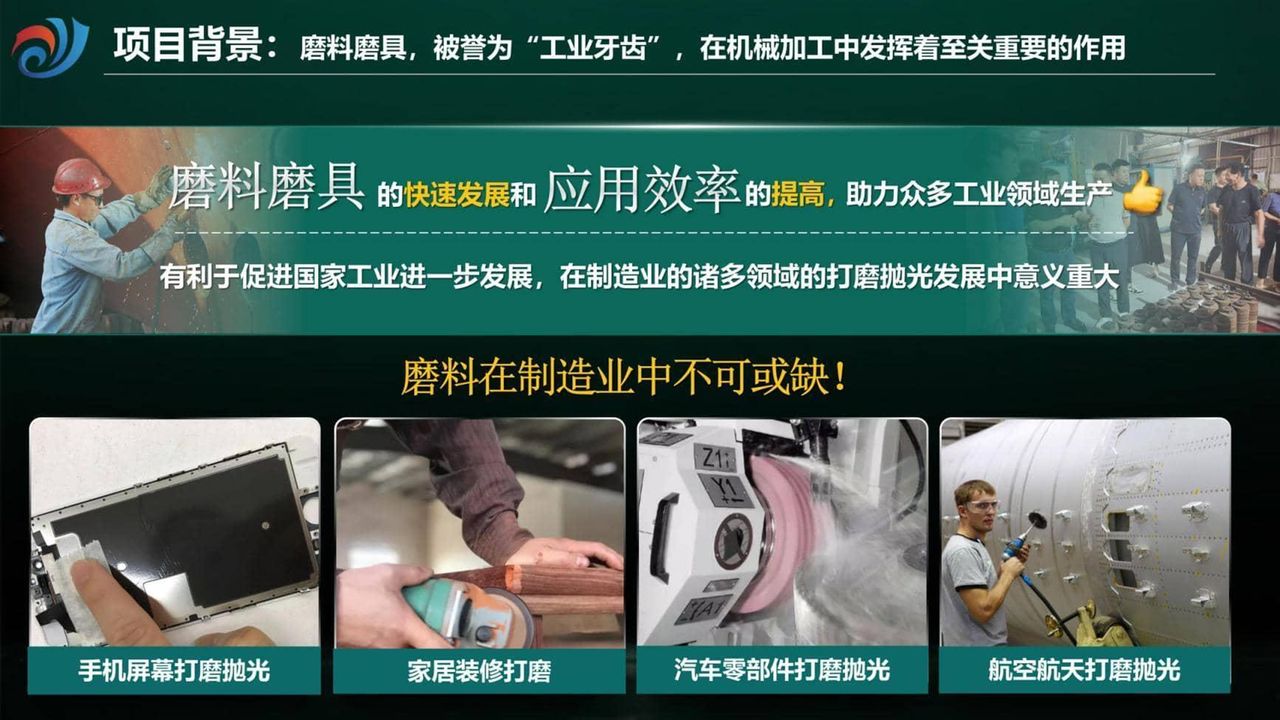 项目背景：磨料磨具，被誉为“工业牙齿”，在机械加工中发挥着至关重要的作用
磨料磨具的快速发展和应用效率的提高，助力众多工业领域生产
有利于促进国家工业进一步发展，在制造业的诸多领域的打磨抛光发展中意义重大
磨料在制造业中不可或缺！
Z1
Y1
A1
手机屏幕打磨抛光
家居装修打磨
汽车零部件打磨抛光
航空航天打磨抛光